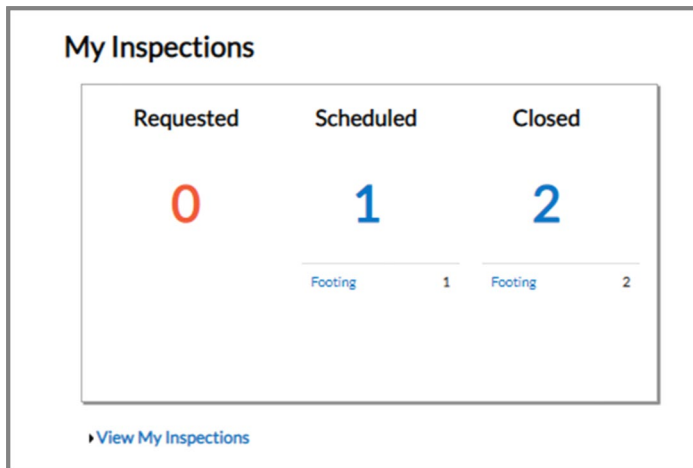 My Inspections
Requested Scheduled Closed
0 1 2
Footing 1 Footing 2
View My Inspections